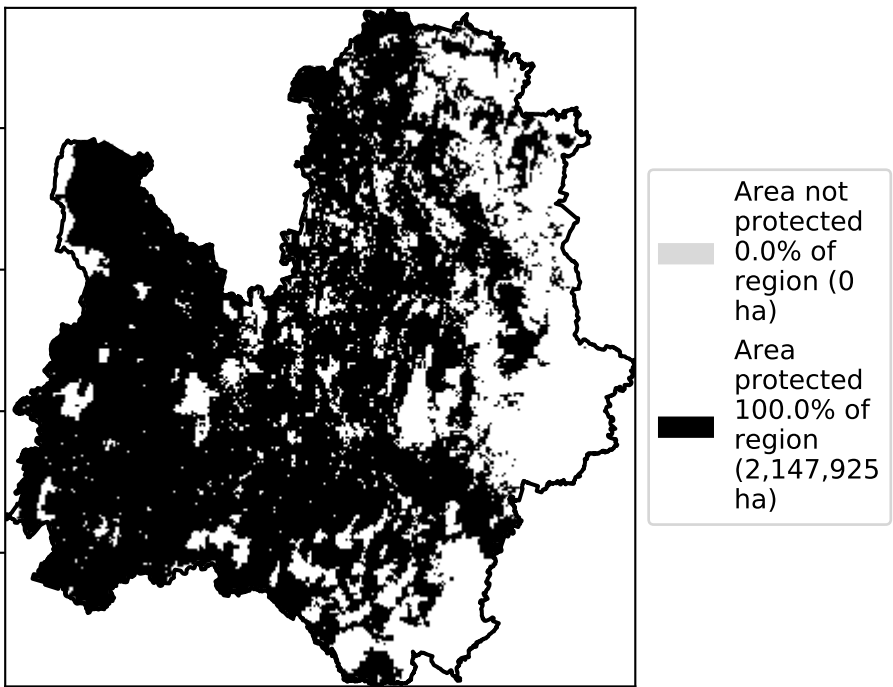 Area not
protected
0.0% of
region (0
ha)
Area
protected
100.0% of
region
(2,147,925
ha)